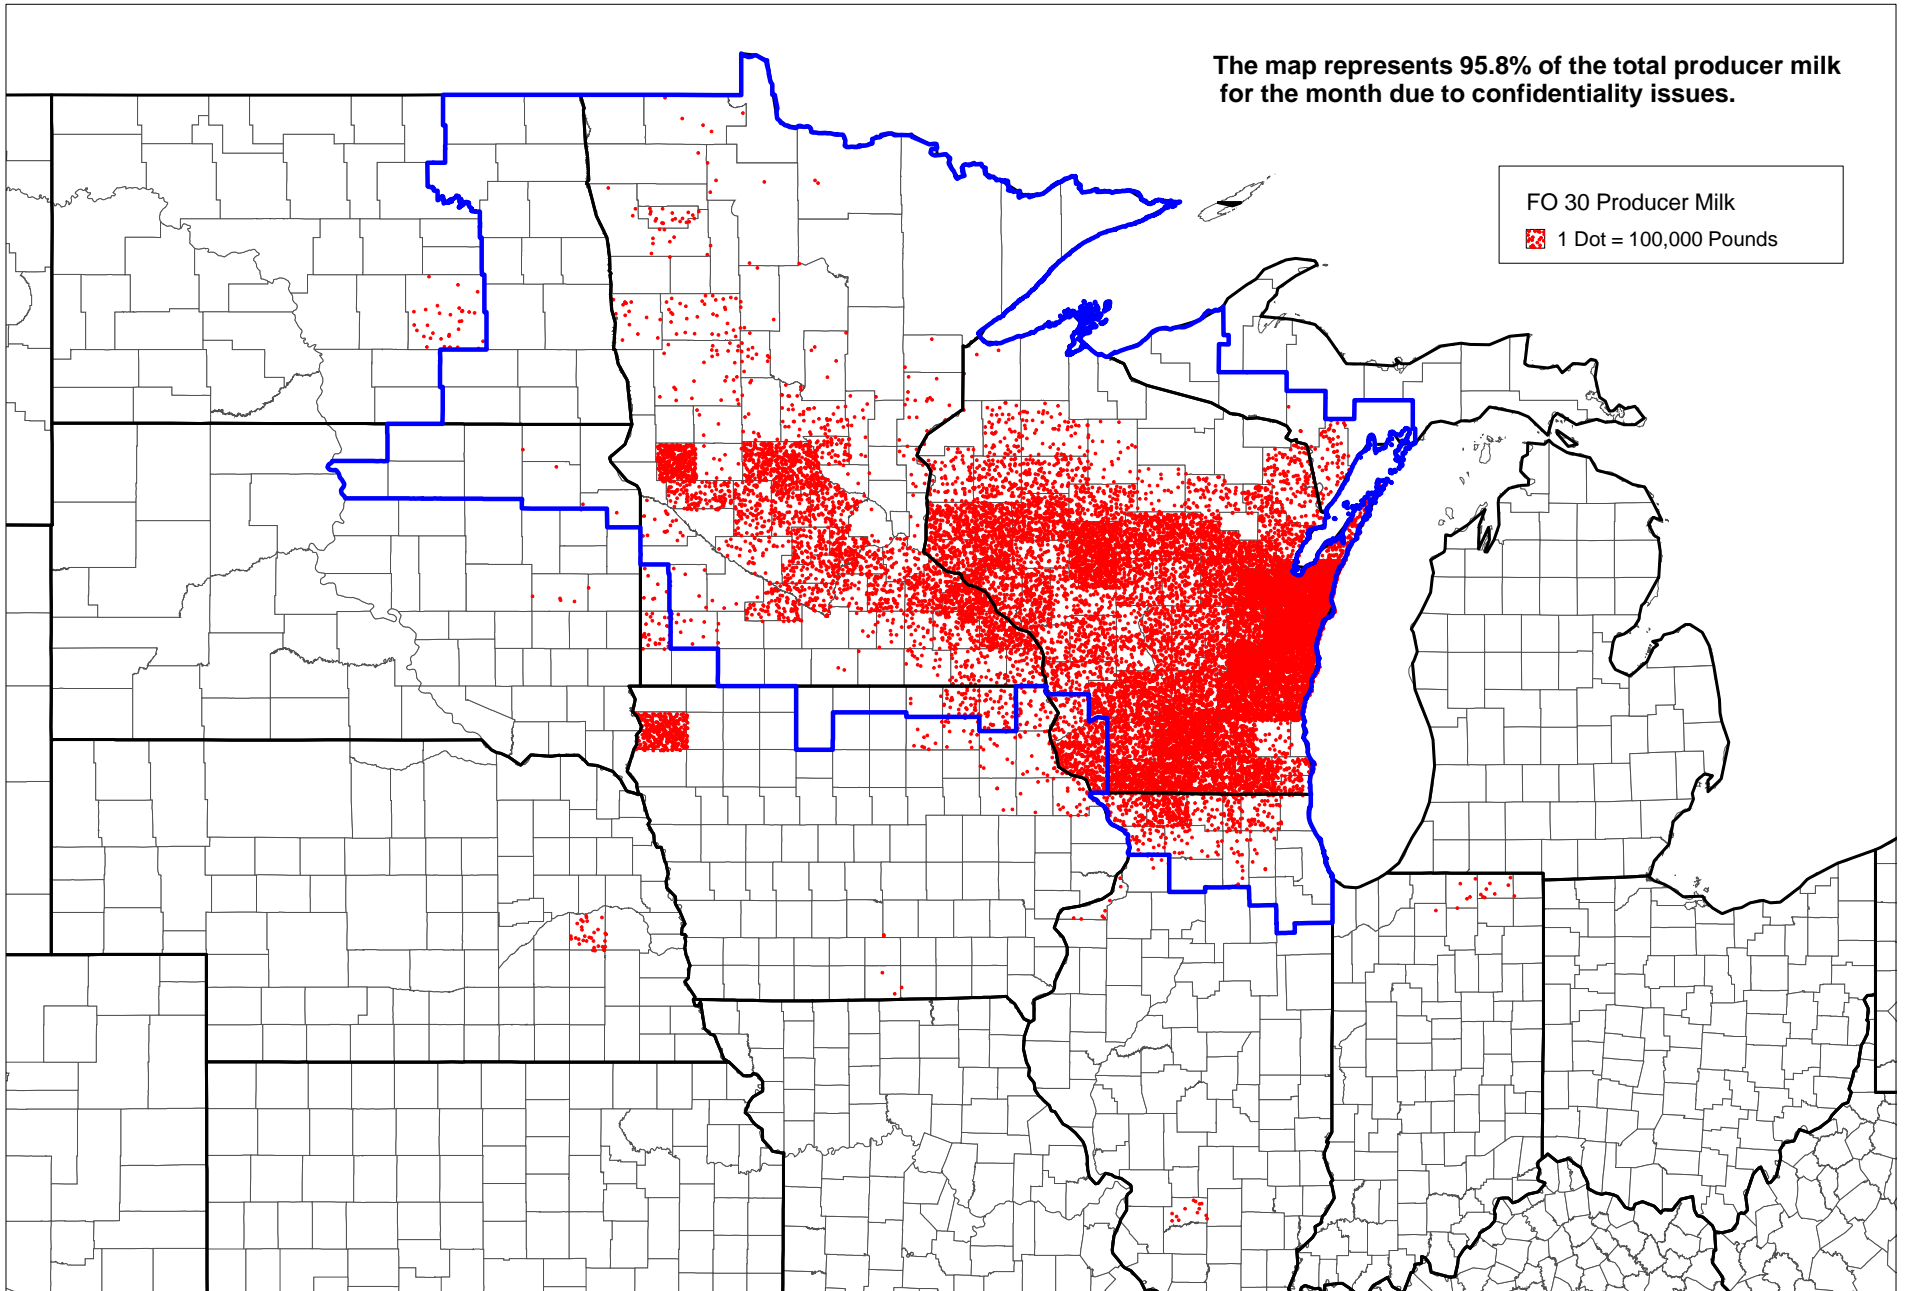 The map represents 95.8% of the total producer milk
for the month due to confidentiality issues.
FO 30 Producer Milk
1 Dot = 100,000 Pounds